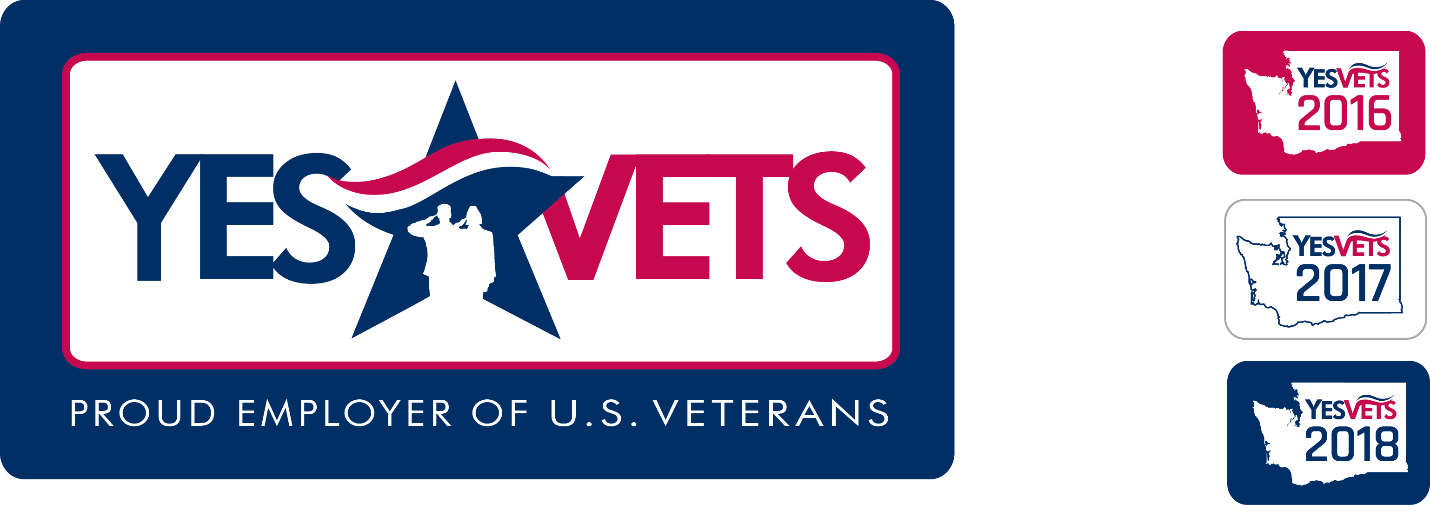 YES VETS
PROUD EMPLOYER OF U.S. VETERANS
YESVETS
2016
YESVETS
2017
YESVETS
2018